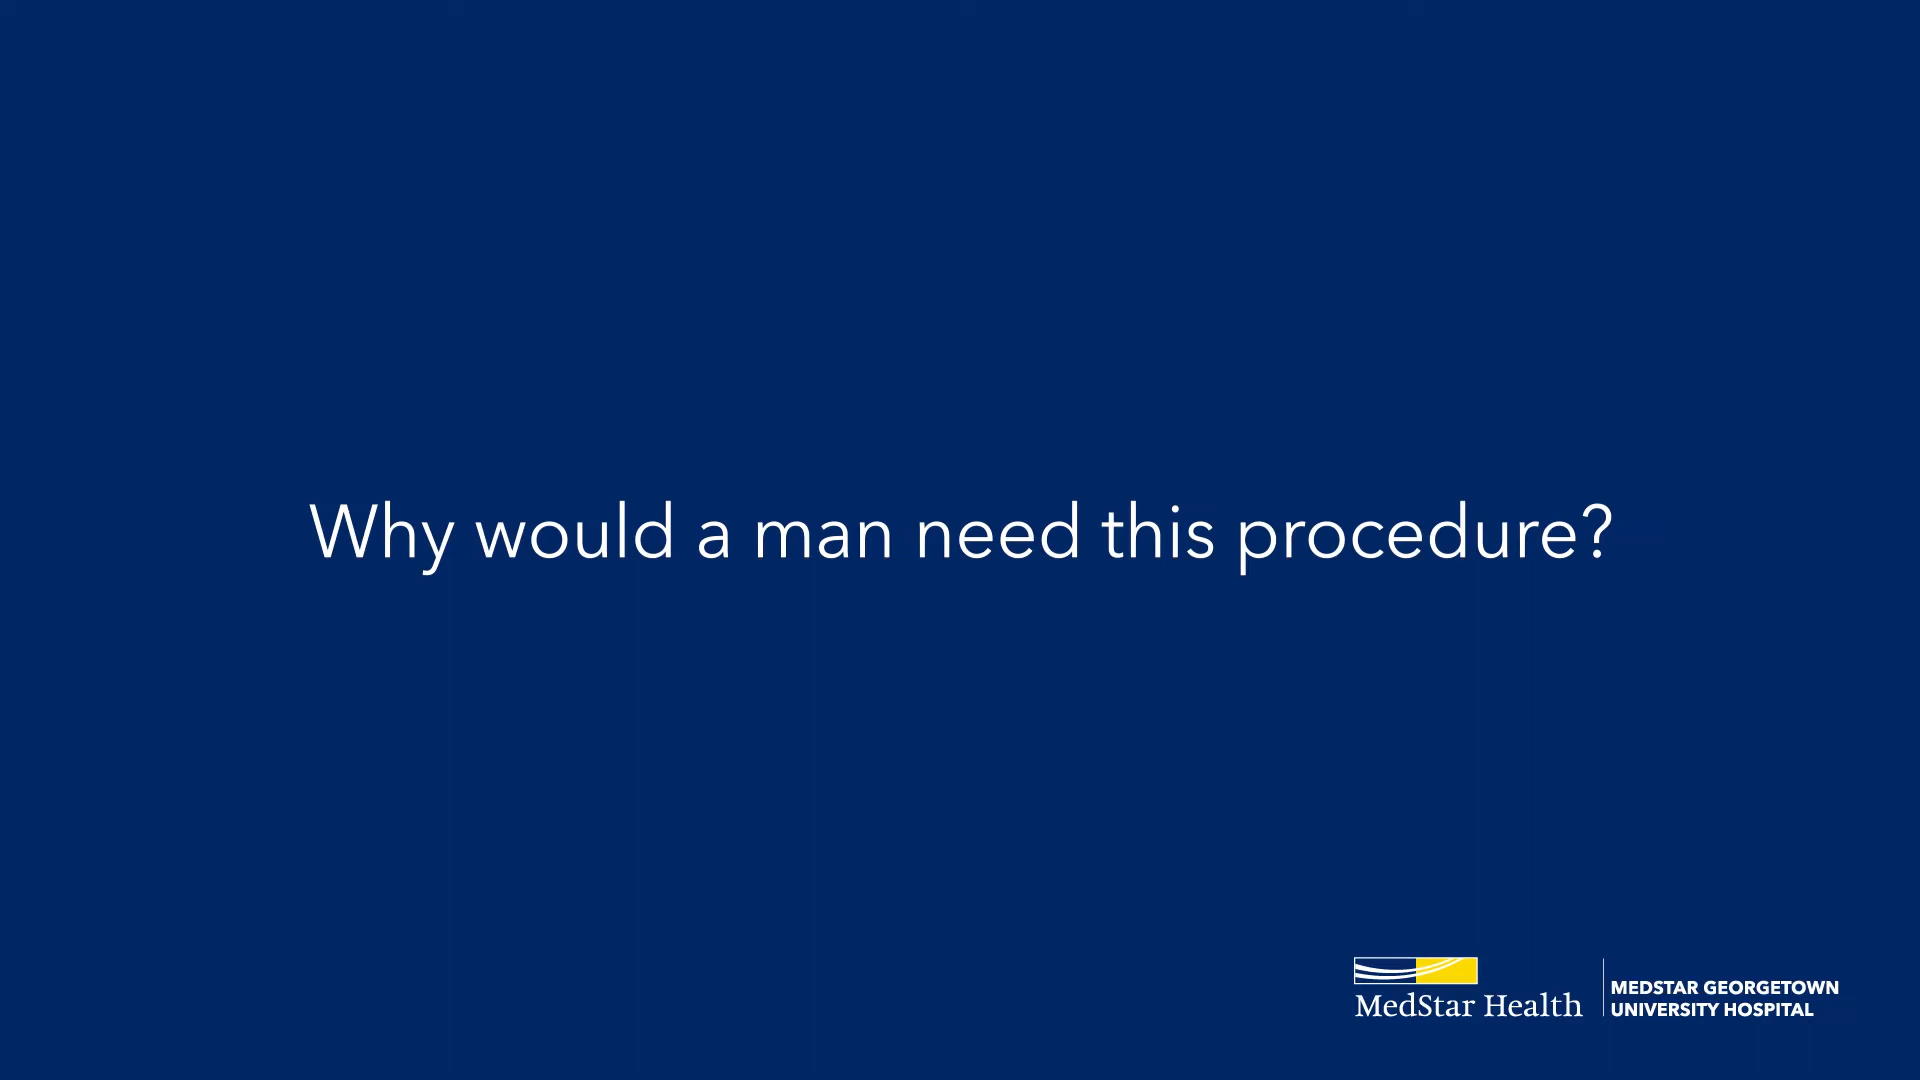 Why would a man need this procedure?
MedStar Health
MEDSTAR GEORGETOWN
UNIVERSITY HOSPITAL